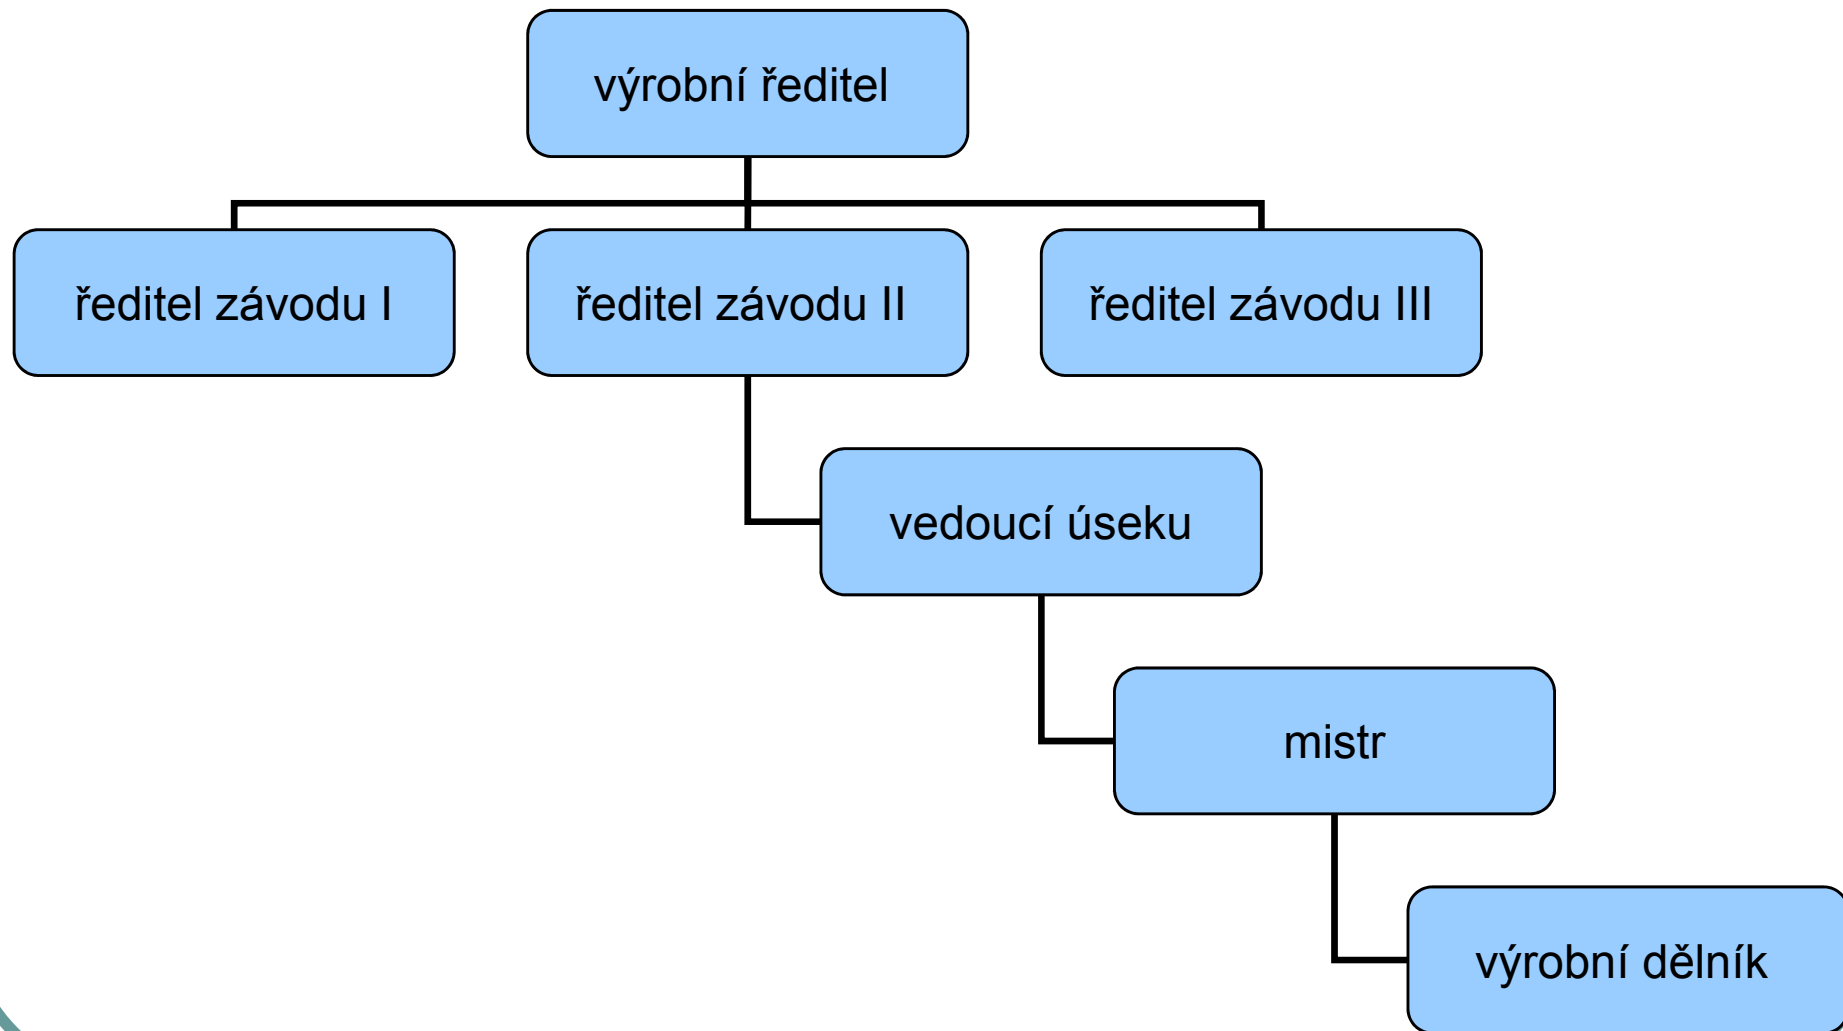 výrobní ředitel
ředitel závodu I
ředitel závodu II
ředitel závodu III
vedoucí úseku
mistr
výrobní dělník